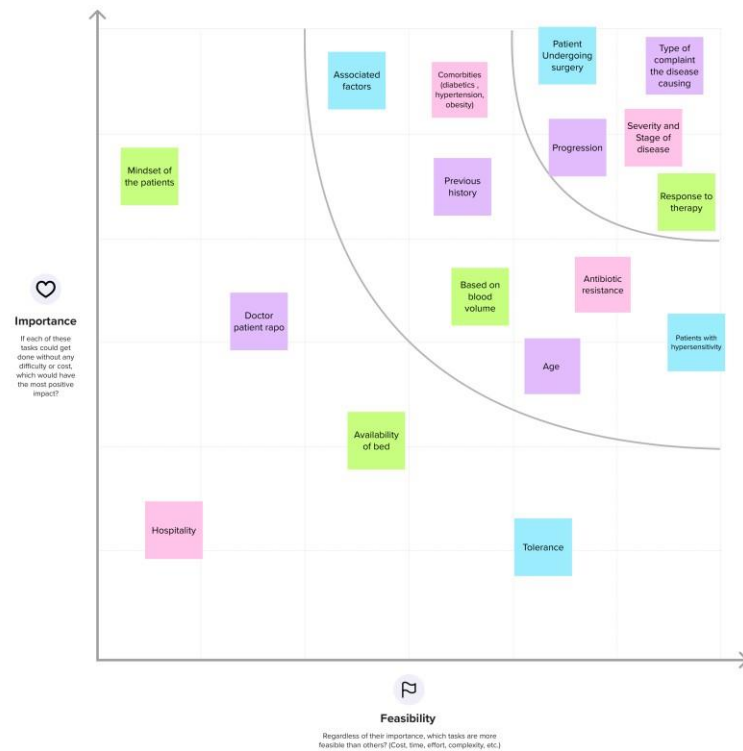 Patient
Undergoing
surgery
Type of
complaint
the disease
causing
Associated
factors
Comorbities
(diabetics ,
hypertension,
obesity)
Severity and
Stage of
disease
Progression
Mindset of
the patients
Previous
history
Response to
therapy
Antibiotic
resistance
Based on
blood
volume
Doctor
patient rapo
Patients with
hypersensitivity
Age
Importance
If each of these
tasks could get
done without any
difficulty or cost,
which would have
the most positive
impact?
Availability
of bed
Hospitality
Tolerance
Feasibility
Regardless of their importance, which tasks are more
feasible than others? (Cost, time, effort, complexity, etc.)